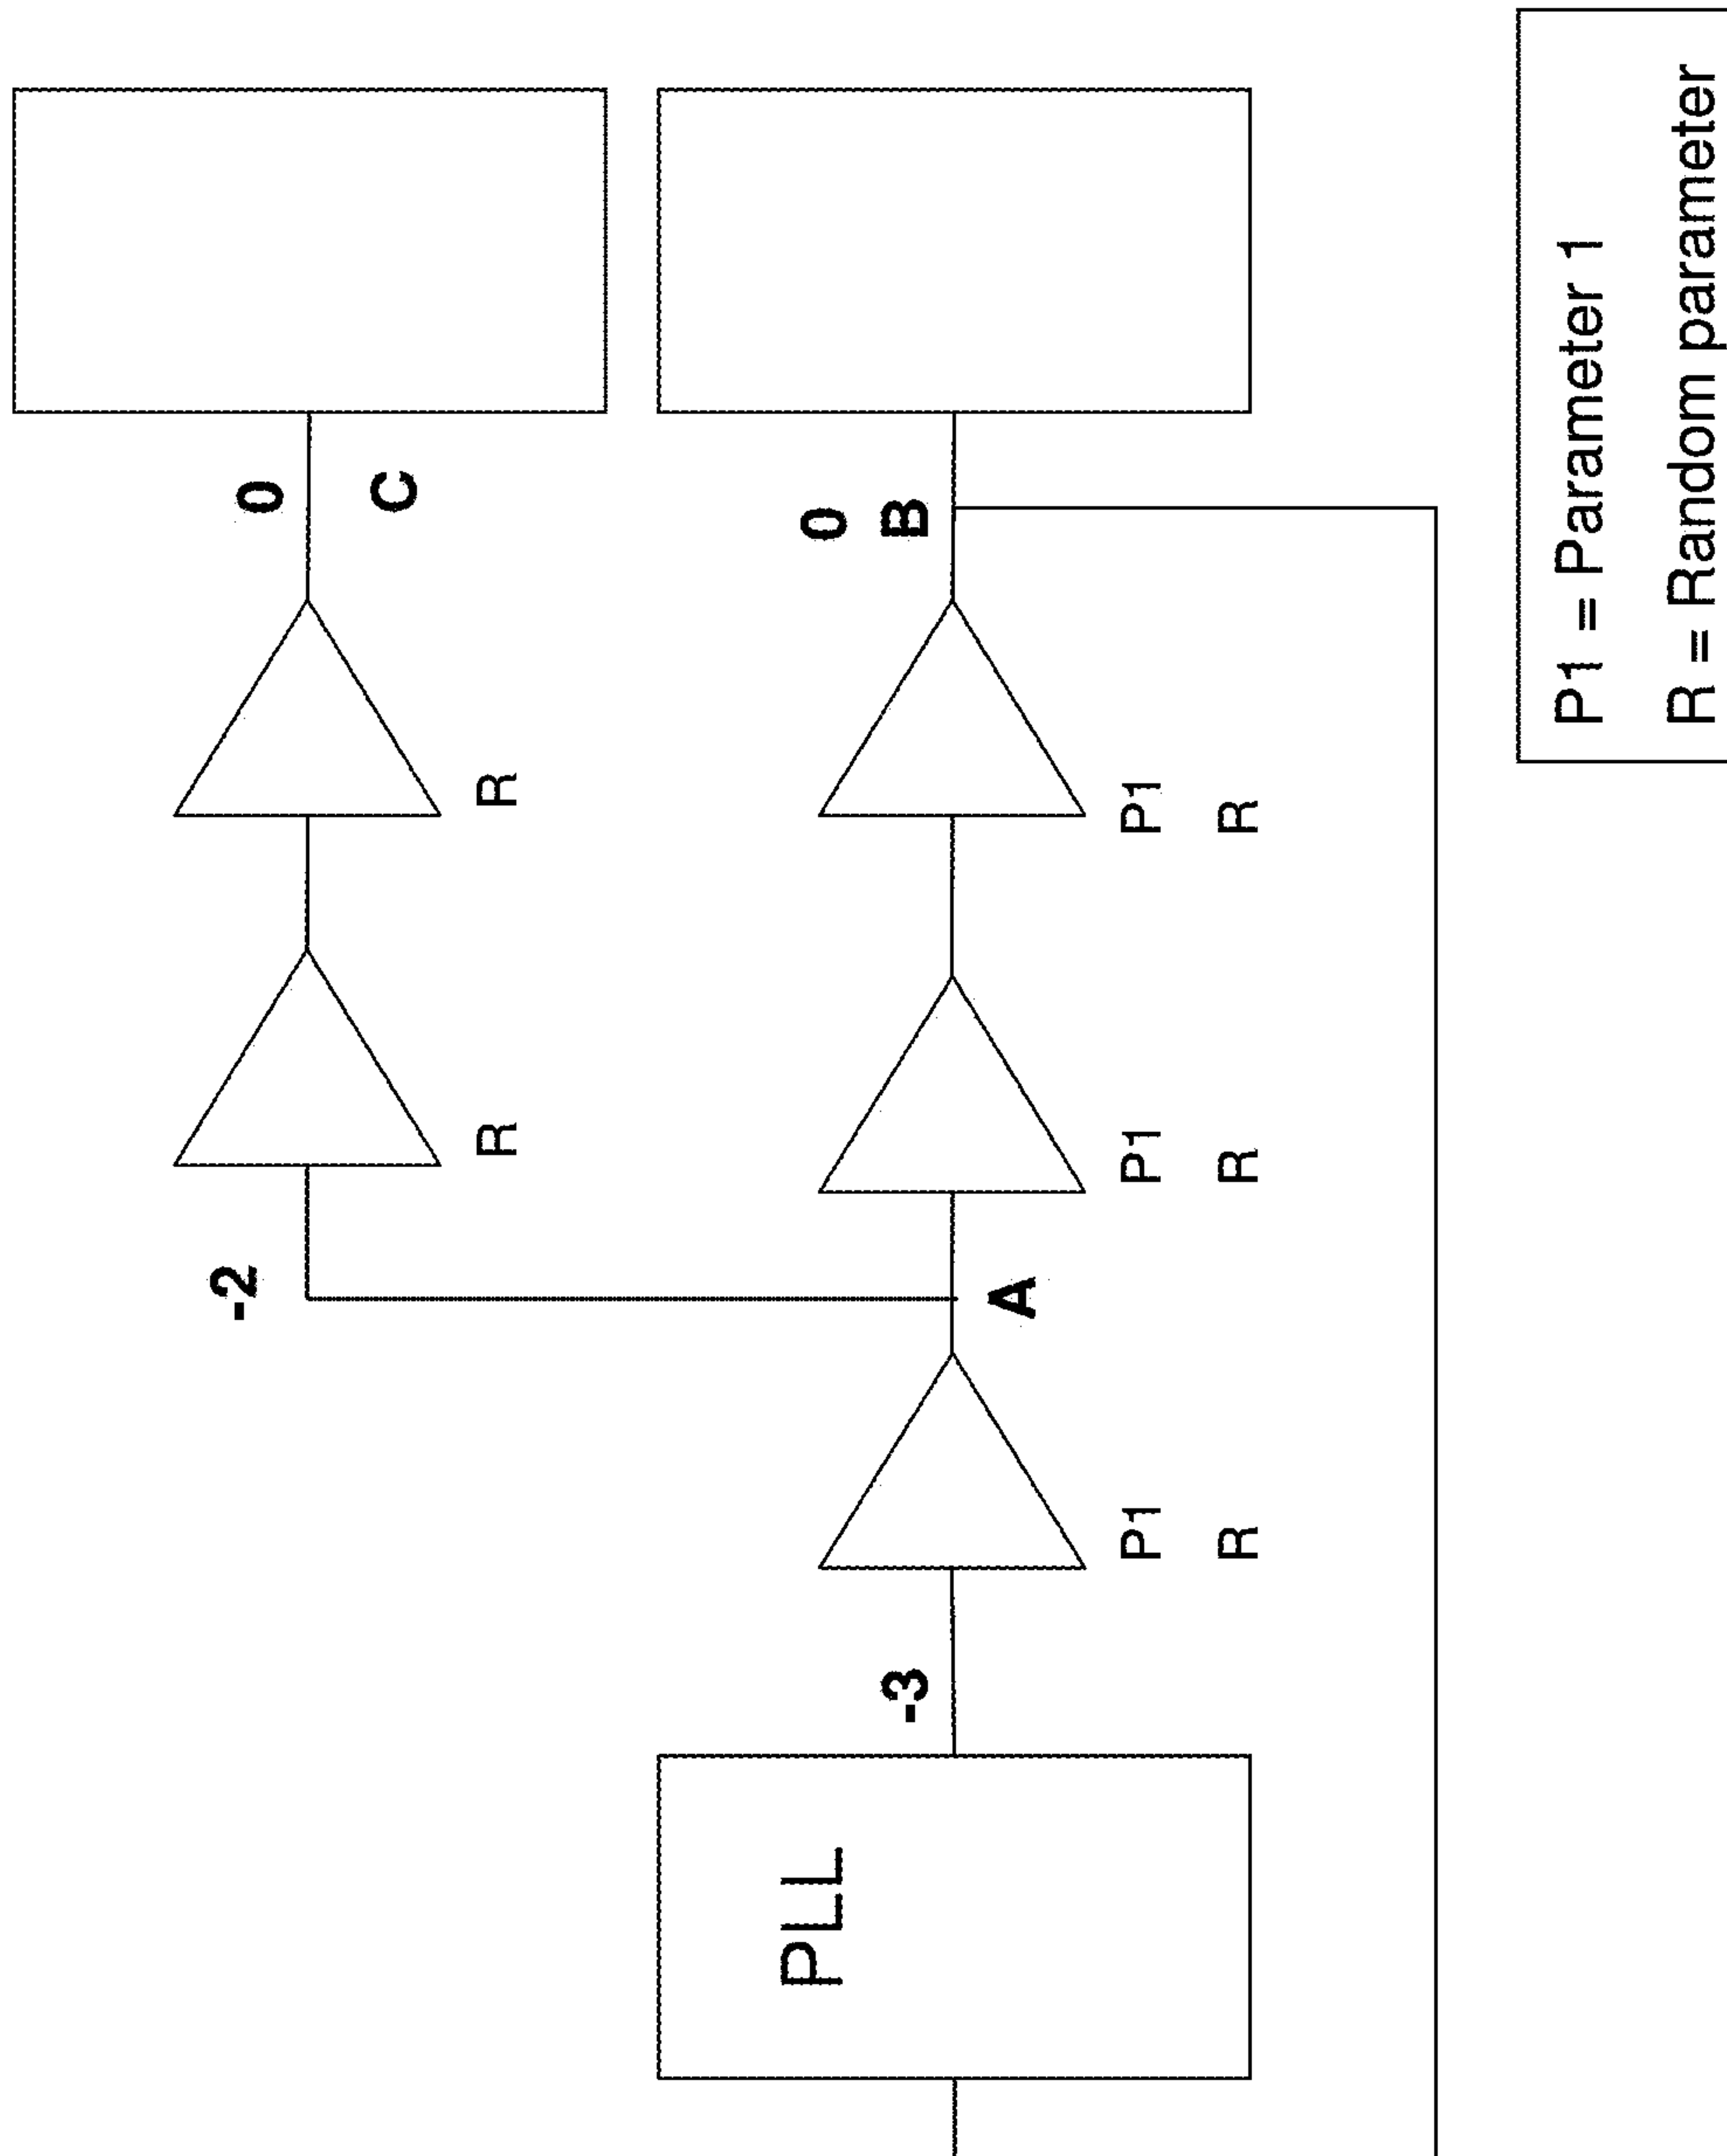 -2 0
C
R R
PLL 0
-3 B
A
P1 P1 P1
R R R
P1 = Parameter 1
R = Random parameter